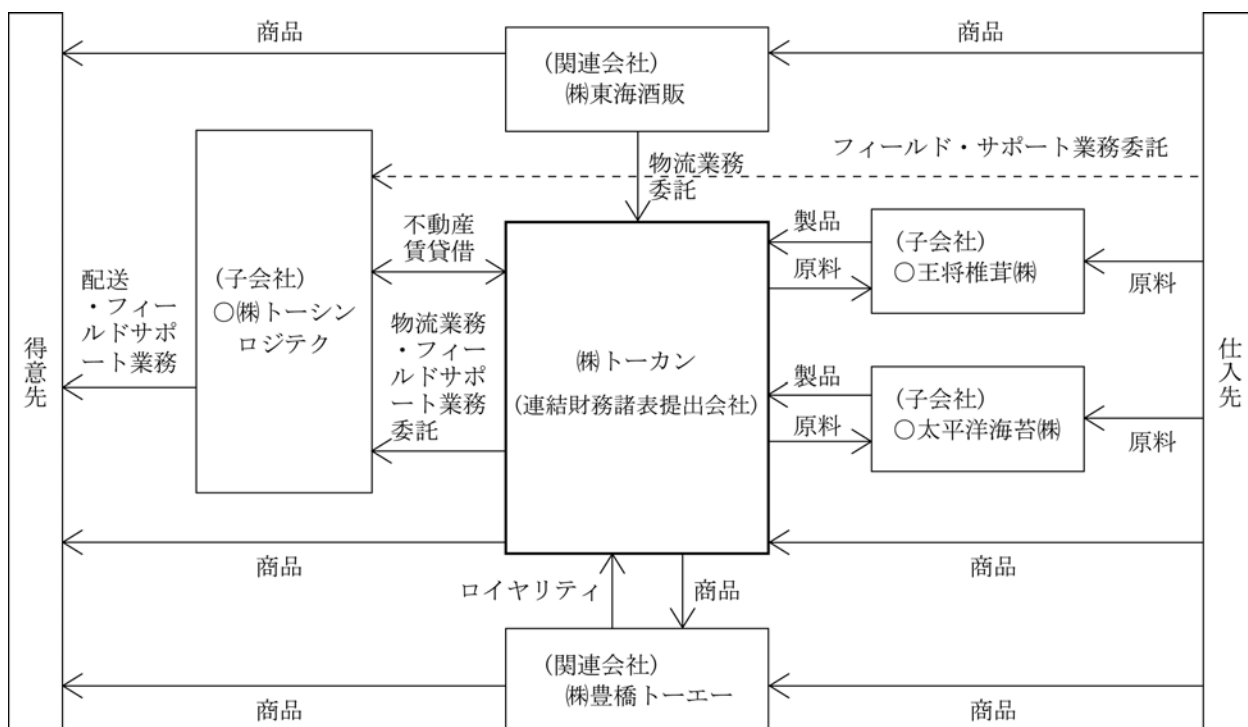 商品
商品
(関連会社)
㈱東海酒販
物流業務
委託
フィールド・サポート業務委託
不動産
賃貸借
製品
原料
(子会社)
○王将椎茸㈱
原料
配送
・フィー
ルドサポ
ート業務
(子会社)
○㈱トーシン
ロジテク
物流業務
・フィー
ルドサポ
ート業務
委託
㈱トーカン
(連結財務諸表提出会社)
製品
原料
(子会社)
○太平洋海苔㈱
原料
得意先
仕入先
商品
商品
ロイヤリティ
商品
(関連会社)
㈱豊橋トーエー
商品
商品